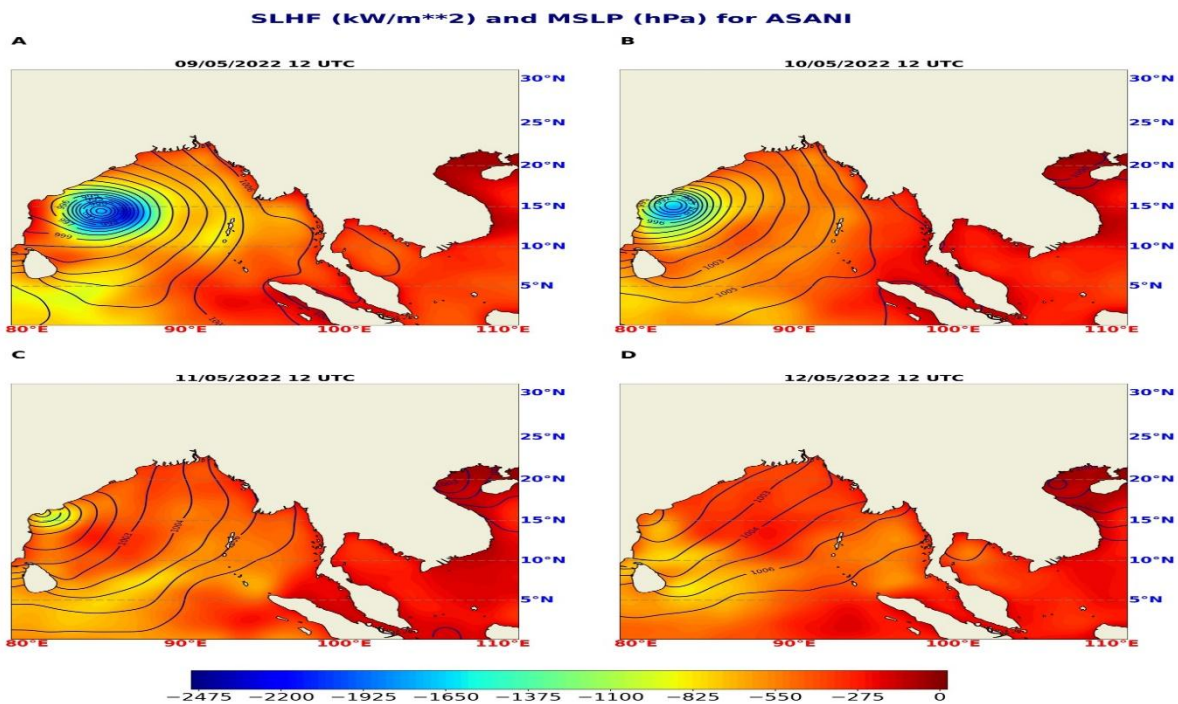 SLHF (kW/m**2) and MSLP (hPa) for ASANI
A
09/05/2022 12 UTC
30°N
25°N
20°N
15°N
10°N
5°N
999
1009
80°E 90°E 100°E 110°E
B
10/05/2022 12 UTC
30°N
25°N
20°N
15°N
10°N
5°N
996
1003
1005
80°E 90°E 100°E 110°E
C
11/05/2022 12 UTC
30°N
25°N
20°N
15°N
10°N
5°N
1003
1004
80°E 90°E 100°E 110°E
D
12/05/2022 12 UTC
30°N
25°N
20°N
15°N
10°N
5°N
1003
1004
1006
80°E 90°E 100°E 110°E
−2475 −2200 −1925 −1650 −1375 −1100 −825 −550 −275 0